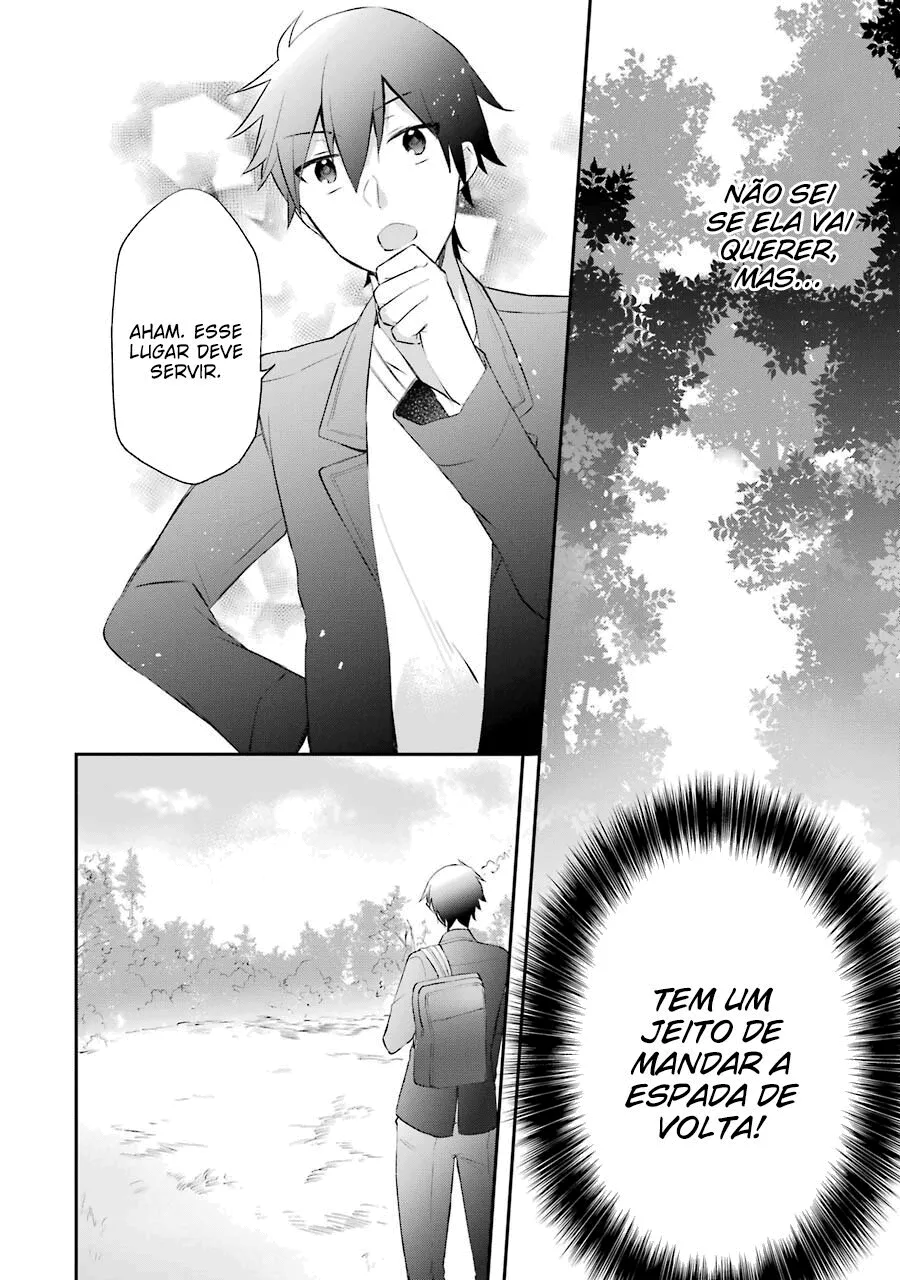 NÃO SEI
SE ELA VAI
QUERER,
MAS...
TEM UM
JEITO DE
MANDAR A
ESPADA DE
VOLTA!
AHAM. ESSE
LUGAR DEVE
SERVIR.